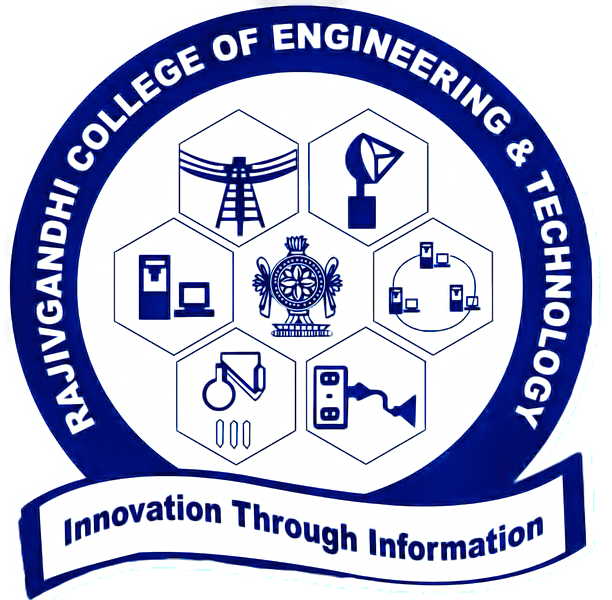 RAJIVGANDHI COLLEGE OF ENGINEERING & TECHNOLOGY
Innovation Through Information